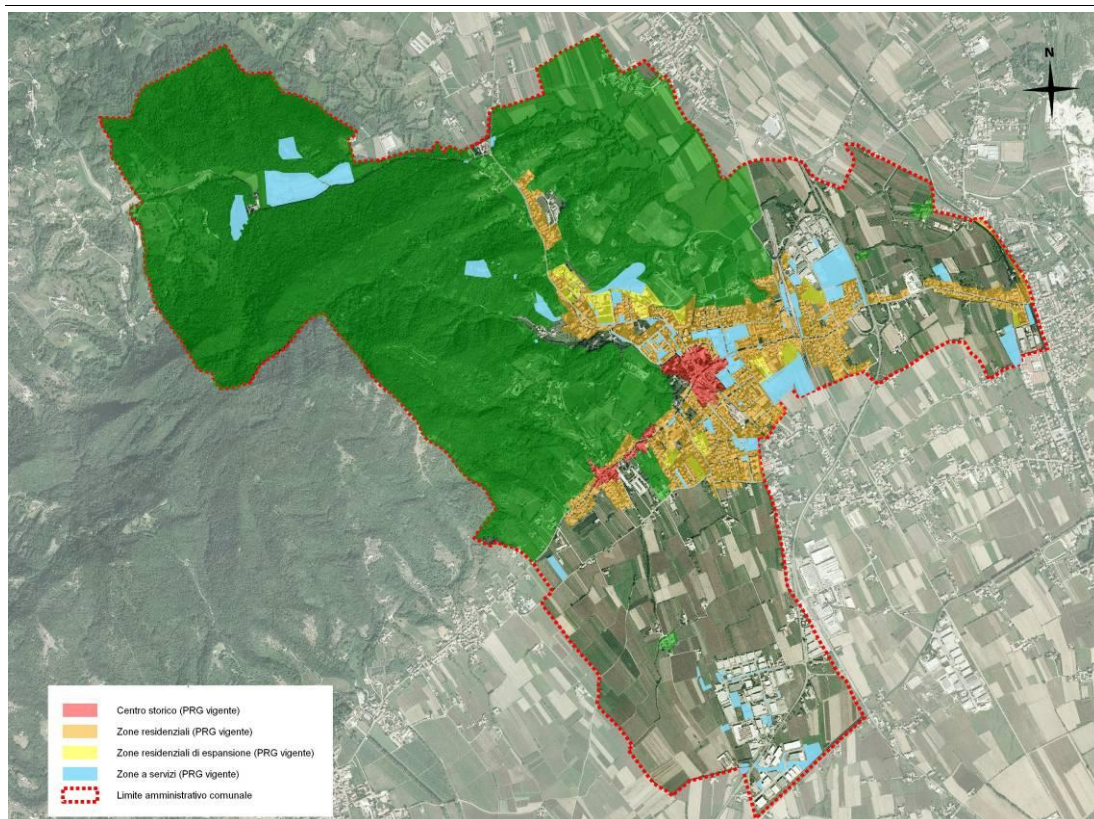 N
Centro storico (PRG vigente)
Zone residenziali (PRG vigente)
Zone residenziali di espansione (PRG vigente)
Zone a servizi (PRG vigente)
Limite amministrativo comunale